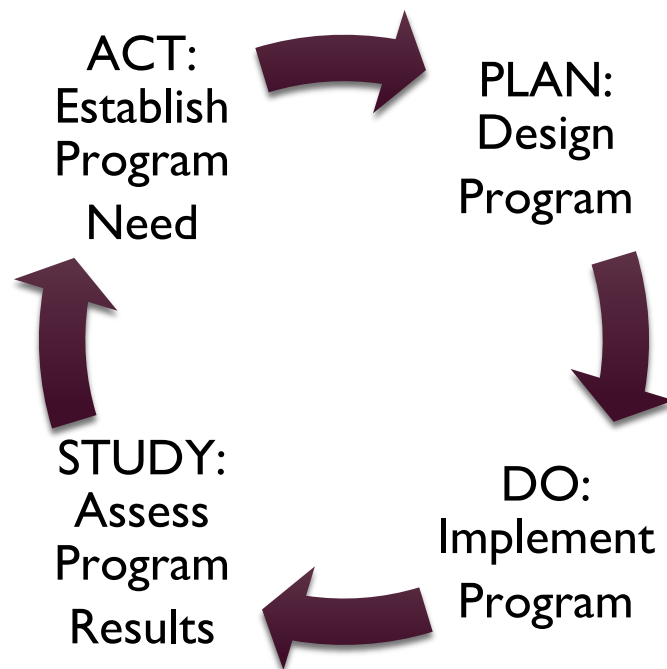 ACT:
Establish
Program
Need
PLAN:
Design
Program
DO:
Implement
Program
STUDY:
Assess
Program
Results